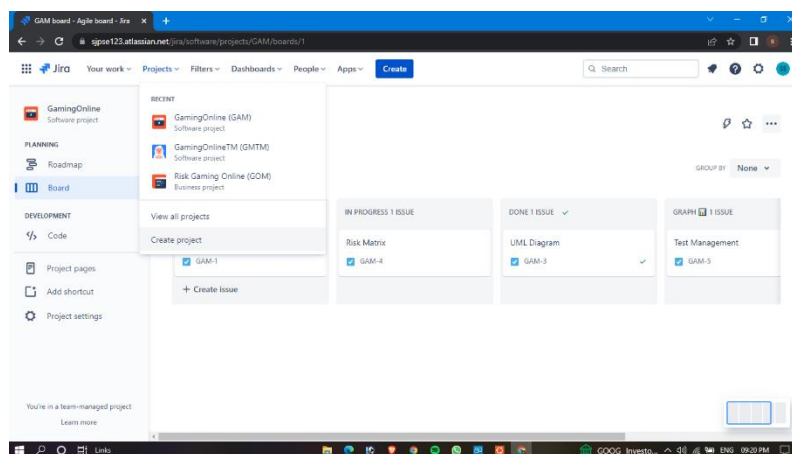 GAM board - Agile board - Jira
sjpse123.atlassian.net/jira/software/projects/GAM/boards/1
Jira Your work Projects Filters Dashboards People Apps Create Search
GamingOnline
Software project
PLANNING
Roadmap
Board
DEVELOPMENT
Code
Project pages
Add shortcut
Project settings
You're in a team-managed project
Learn more
RECENT
GamingOnline (GAM)
Software project
GamingOnlineTM (GMTM)
Software project
Risk Gaming Online (GOM)
Business project
View all projects
Create project
GROUP BY None
GAM-1
+ Create issue
IN PROGRESS 1 ISSUE
Risk Matrix
GAM-4
DONE 1 ISSUE
UML Diagram
GAM-3
GRAPH 1 ISSUE
Test Management
GAM-5
Links
GOOG Investo... ENG 09:20 PM